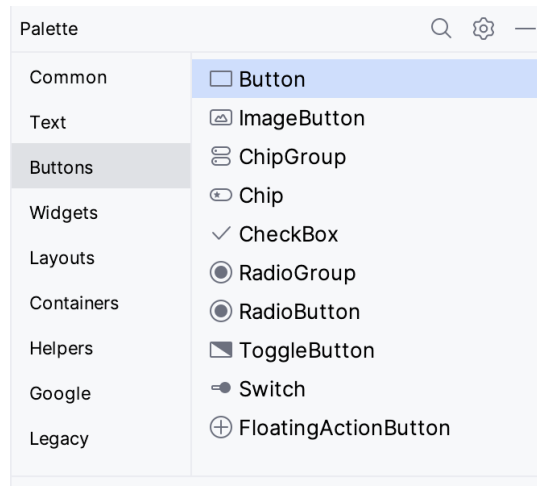 Palette
Common
Text
Buttons
Widgets
Layouts
Containers
Helpers
Google
Legacy
Button
ImageButton
ChipGroup
Chip
CheckBox
RadioGroup
RadioButton
ToggleButton
Switch
FloatingActionButton